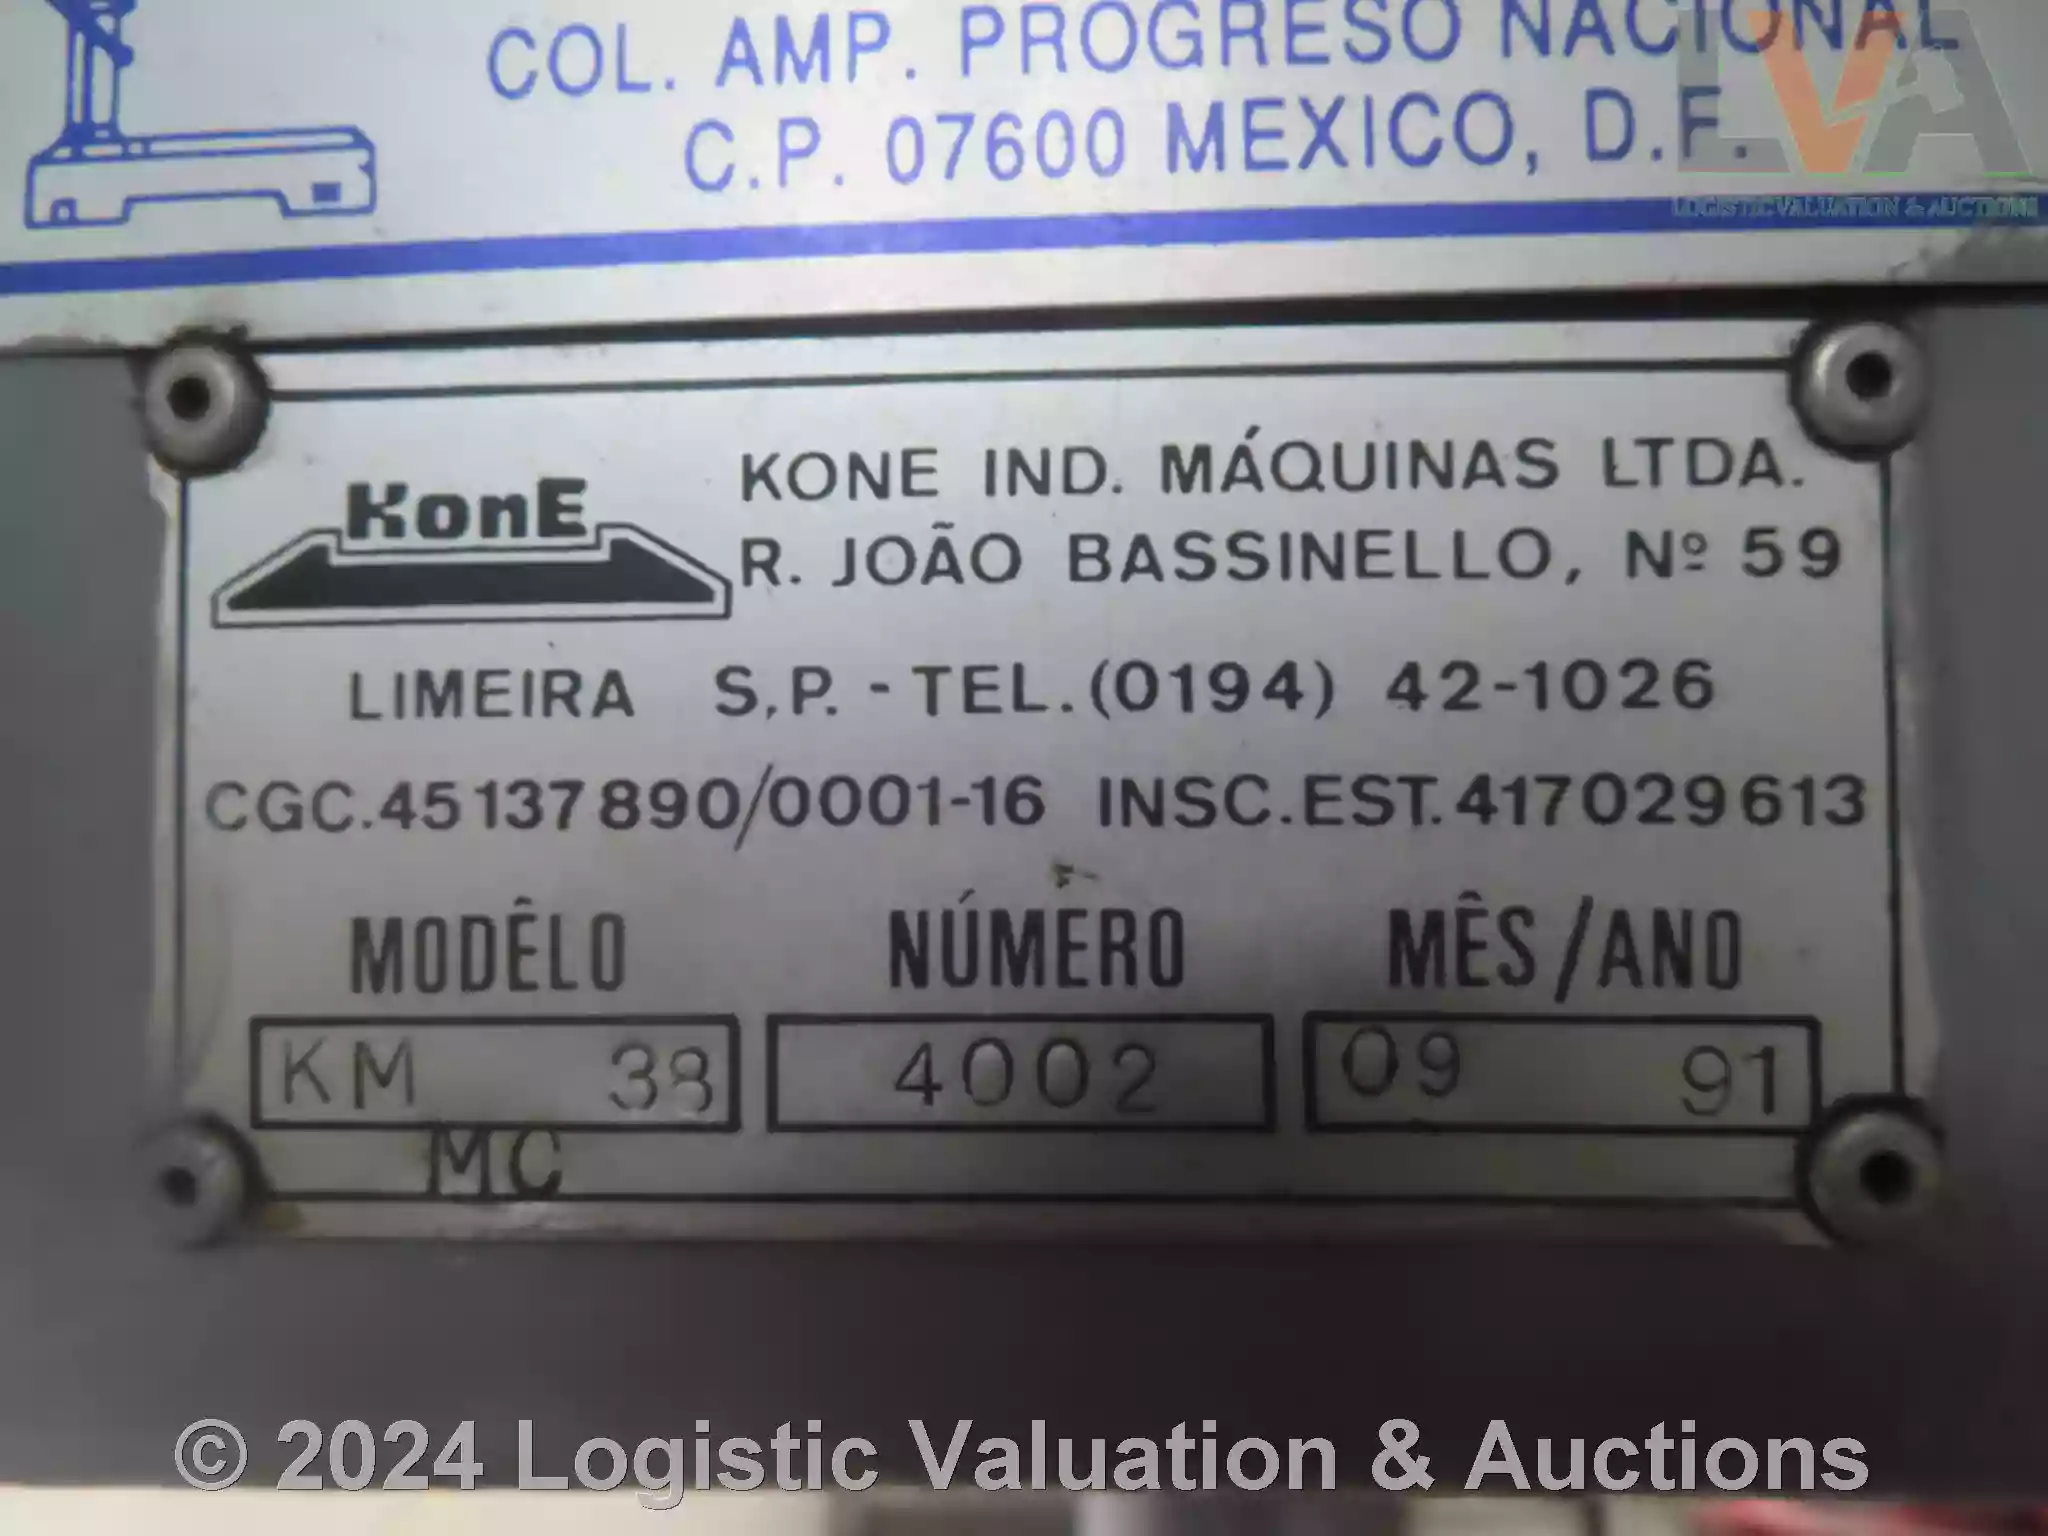 COL. AMP. PROGRESO NACIONAL
C.P. 07600 MEXICO, D.F.
LVA
LOGISTIC VALUATION & AUCTIONS
KonE
KONE IND. MÁQUINAS LTDA.
R. JOÃO BASSINELLO, Nº 59
LIMEIRA S.P. - TEL. (0194) 42-1026
CGC.45137890/0001-16 INSC.EST.417029613
MODÊLO NÚMERO MÊS/ANO
KM 38 4002 09 91
MC
© 2024 Logistic Valuation & Auctions